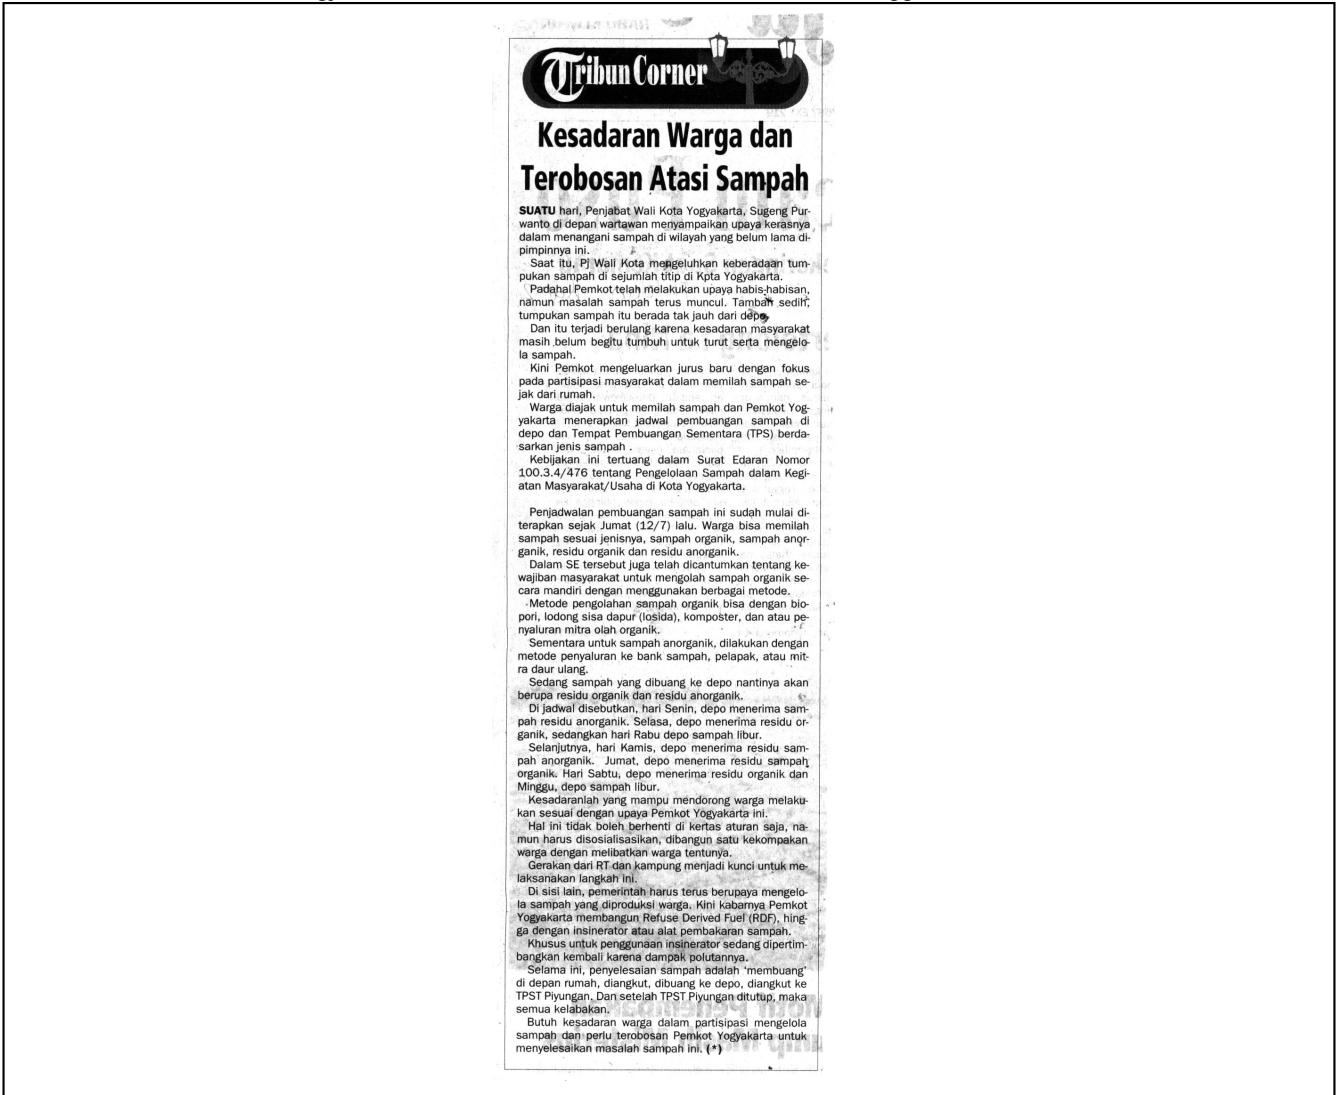 Tribun Corner
Kesadaran Warga dan
Terobosan Atasi Sampah
SUATU hari, Penjabat Wali Kota Yogyakarta, Sugeng Pur-
wanto di depan wartawan menyampaikan upaya kerasnya
dalam menangani sampah di wilayah yang belum lama di-
pimpinnya ini.
Saat itu, Pj Wali Kota mengeluhkan keberadaan tum-
pukan sampah di sejumlah titip di Kota Yogyakarta.
Padahal Pemkot telah melakukan upaya habis-habisan,
namun masalah sampah terus muncul. Tambah sedih,
tumpukan sampah itu berada tak jauh dari depo.
Dan itu terjadi berulang karena kesadaran masyarakat
masih belum begitu tumbuh untuk turut serta mengelo-
la sampah.
Kini Pemkot mengeluarkan jurus baru dengan fokus
pada partisipasi masyarakat dalam memilah sampah se-
jak dari rumah.
Warga diajak untuk memilah sampah dan Pemkot Yog-
yakarta menerapkan jadwal pembuangan sampah di
depo dan Tempat Pembuangan Sementara (TPS) berda-
sarkan jenis sampah .
Kebijakan ini tertuang dalam Surat Edaran Nomor
100.3.4/476 tentang Pengelolaan Sampah dalam Kegi-
atan Masyarakat/Usaha di Kota Yogyakarta.
Penjadwalan pembuangan sampah ini sudah mulai di-
terapkan sejak Jumat (12/7) lalu. Warga bisa memilah
sampah sesuai jenisnya, sampah organik, sampah anor-
ganik, residu organik dan residu anorganik.
Dalam SE tersebut juga telah dicantumkan tentang ke-
wajiban masyarakat untuk mengolah sampah organik se-
cara mandiri dengan menggunakan berbagai metode.
Metode pengolahan sampah organik bisa dengan bio-
pori, lodong sisa dapur (losida), komposter, dan atau pe-
nyaluran mitra olah organik.
Sementara untuk sampah anorganik, dilakukan dengan
metode penyaluran ke bank sampah, pelapak, atau mit-
ra daur ulang.
Sedang sampah yang dibuang ke depo nantinya akan
berupa residu organik dan residu anorganik.
Di jadwal disebutkan, hari Senin, depo menerima sam-
pah residu anorganik. Selasa, depo menerima residu or-
ganik, sedangkan hari Rabu depo sampah libur.
Selanjutnya, hari Kamis, depo menerima residu sam-
pah anorganik. Jumat, depo menerima residu sampah
organik. Hari Sabtu, depo menerima residu organik dan
Minggu, depo sampah libur.
Kesadaranlah yang mampu mendorong warga melaku-
kan sesuai dengan upaya Pemkot Yogyakarta ini.
Hal ini tidak boleh berhenti di kertas aturan saja, na-
mun harus disosialisasikan, dibangun satu kekompakan
warga dengan melibatkan warga tentunya.
Gerakan dari RT dan kampung menjadi kunci untuk me-
laksanakan langkah ini.
Di sisi lain, pemerintah harus terus berupaya mengelo-
la sampah yang diproduksi warga. Kini kabarnya Pemkot
Yogyakarta membangun Refuse Derived Fuel (RDF), hing-
ga dengan insinerator atau alat pembakaran sampah.
Khusus untuk penggunaan insinerator sedang dipertim-
bangkan kembali karena dampak polutannya.
Selama ini, penyelesaian sampah adalah 'membuang'
di depan rumah, diangkut, dibuang ke depo, diangkut ke
TPST Piyungan. Dan setelah TPST Piyungan ditutup, maka
semua kelabakan.
Butuh kesadaran warga dalam partisipasi mengelola
sampah dan perlu terobosan Pemkot Yogyakarta untuk
menyelesaikan masalah sampah ini. (*)